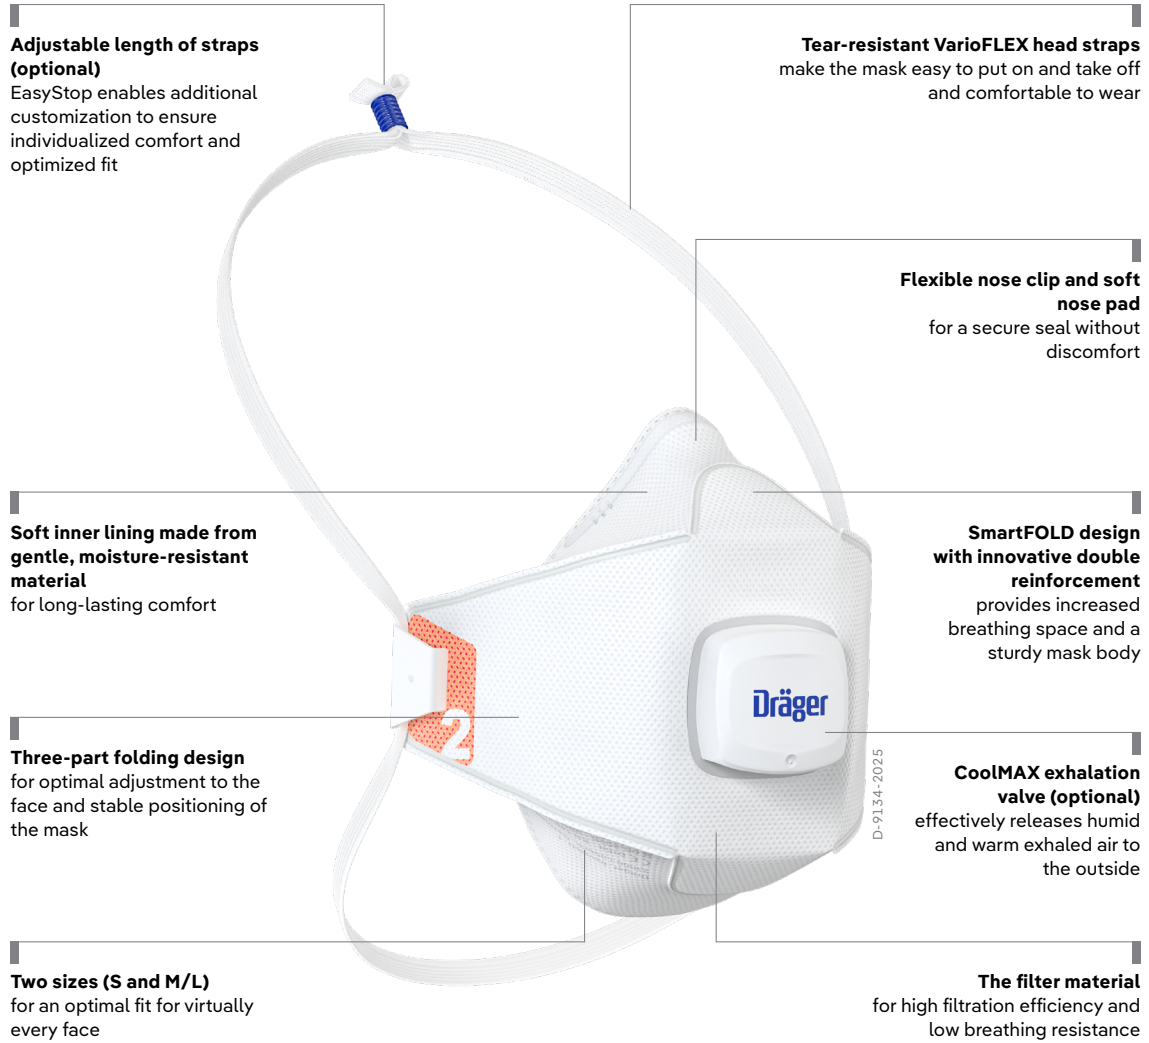 Adjustable length of straps
(optional)
EasyStop enables additional
customization to ensure
individualized comfort and
optimized fit
Tear-resistant VarioFLEX head straps
make the mask easy to put on and take off
and comfortable to wear
Flexible nose clip and soft
nose pad
for a secure seal without
discomfort
Soft inner lining made from
gentle, moisture-resistant
material
for long-lasting comfort
SmartFOLD design
with innovative double
reinforcement
provides increased
breathing space and a
sturdy mask body
Dräger
2
Three-part folding design
for optimal adjustment to the
face and stable positioning of
the mask
D-9134-2025
CoolMAX exhalation
valve (optional)
effectively releases humid
and warm exhaled air to
the outside
Two sizes (S and M/L)
for an optimal fit for virtually
every face
The filter material
for high filtration efficiency and
low breathing resistance